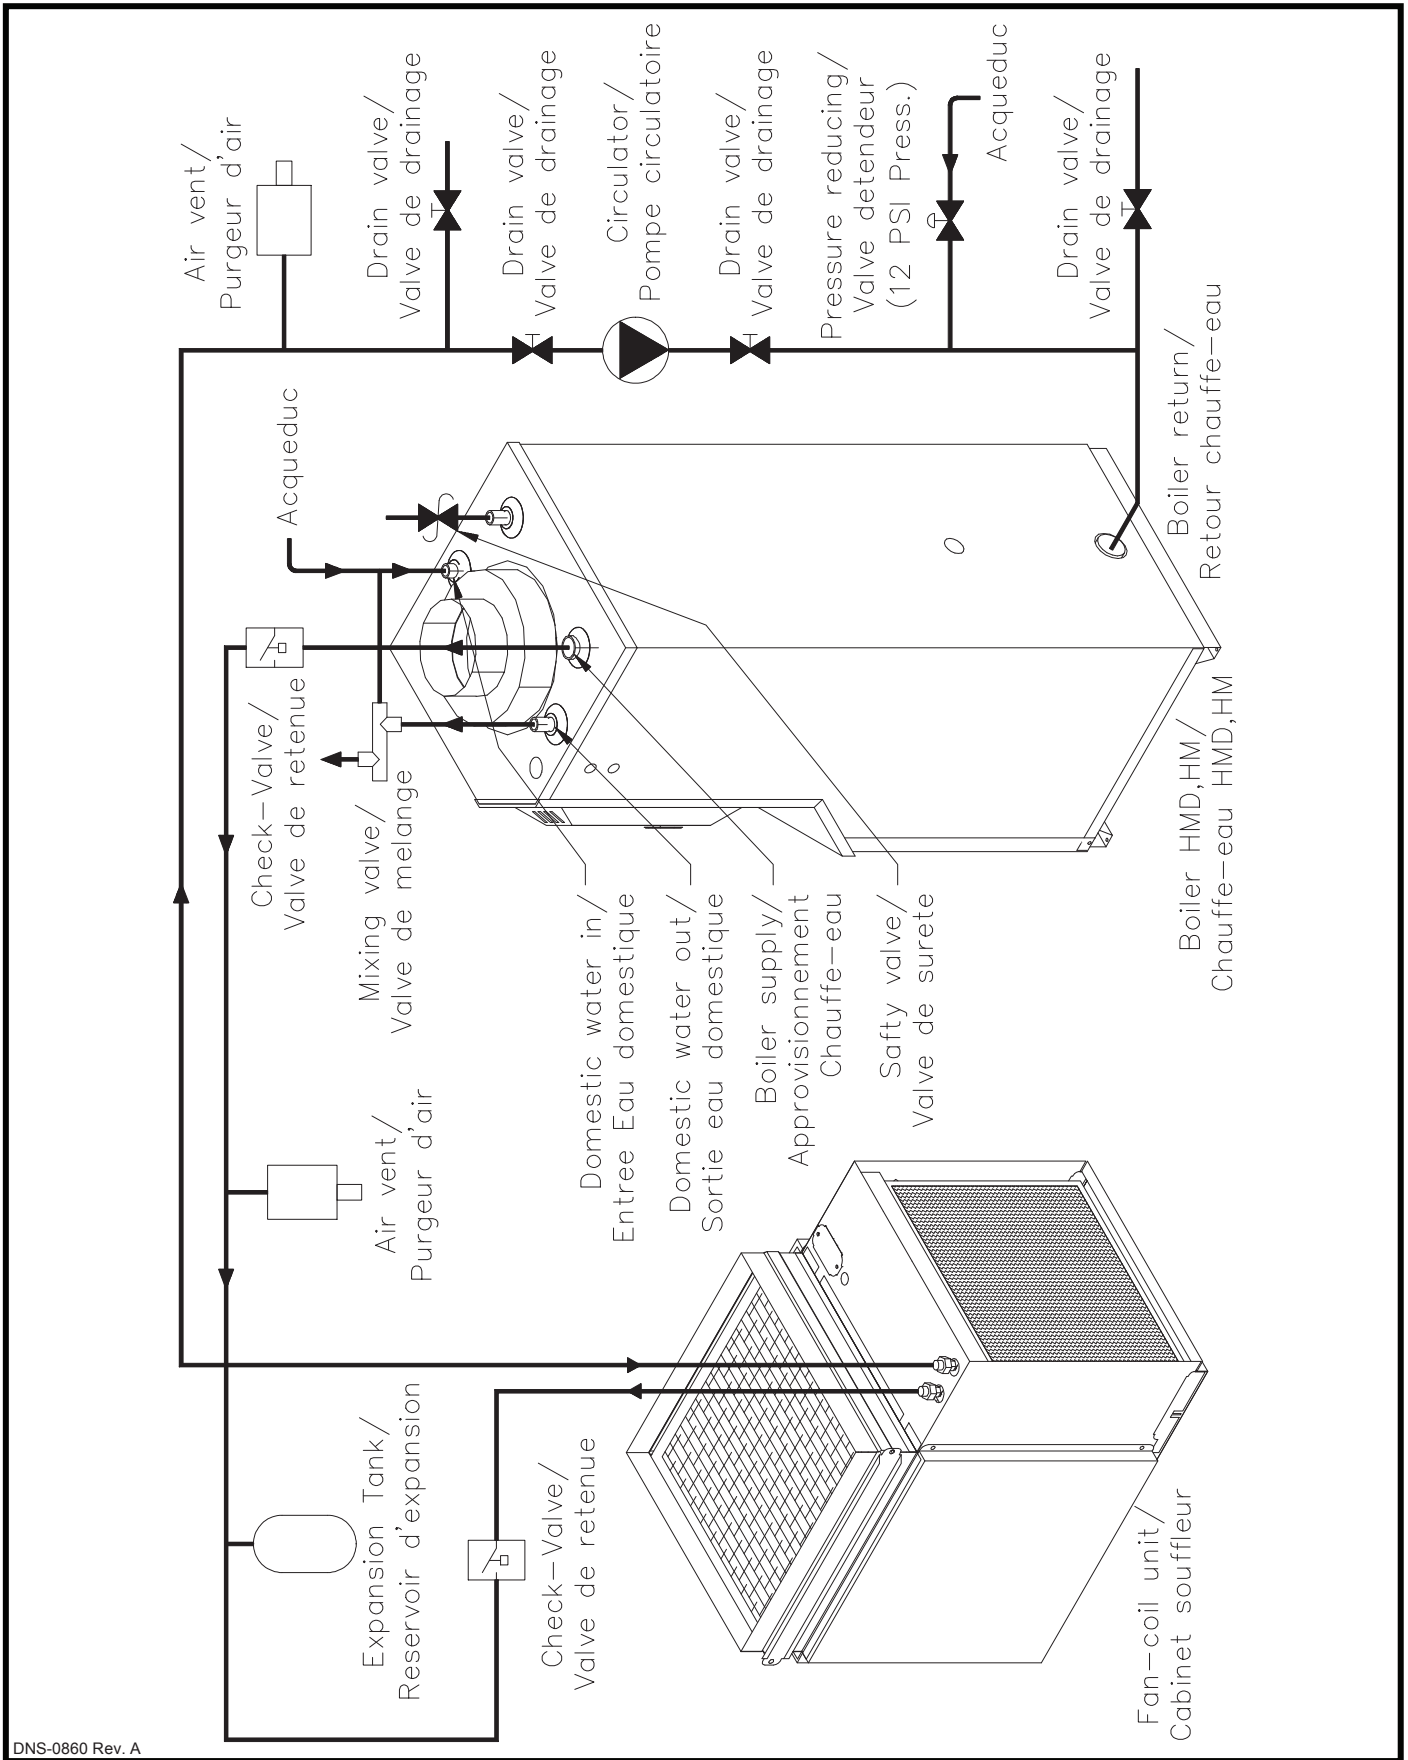 Air vent/
Purgeur d'air
Drain valve/
Valve de drainage
Drain valve/
Valve de drainage
Circulator/
Pompe circulatoire
Drain valve/
Valve de drainage
Pressure reducing/
Valve detendeur
(12 PSI Press.)
Acqueduc
Drain valve/
Valve de drainage
Acqueduc
Boiler return/
Retour chauffe-eau
Check-Valve/
Valve de retenue
Mixing valve/
Valve de melange
Domestic water in/
Entree Eau domestique
Domestic water out/
Sortie eau domestique
Boiler supply/
Approvisionnement
Chauffe-eau
Safty valve/
Valve de surete
Boiler HMD,HM/
Chauffe-eau HMD,HM
Air vent/
Purgeur d'air
Expansion Tank/
Reservoir d'expansion
Check-Valve/
Valve de retenue
Fan-coil unit/
Cabinet souffleur
DNS-0860 Rev. A